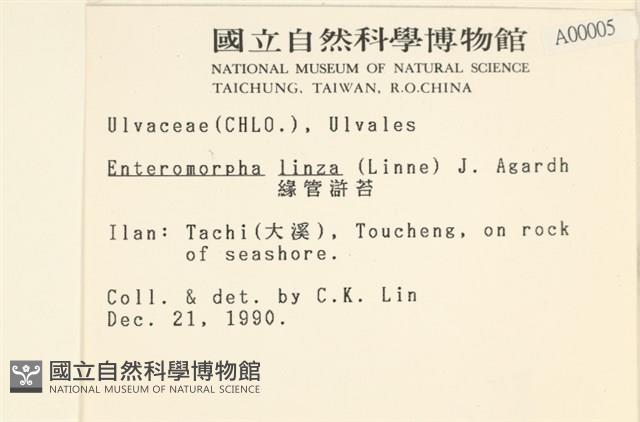 國立自然科學博物館
A00005
NATIONAL MUSEUM OF NATURAL SCIENCE
TAICHUNG, TAIWAN, R.O.CHINA
Ulvaceae(CHLO.), Ulvales
Enteromorpha linza (Linne) J. Agardh
緣管滸苔
Ilan: Tachi(大溪), Toucheng, on rock
of seashore.
Coll. & det. by C.K. Lin
Dec. 21, 1990.
國立自然科學博物館
NATIONAL MUSEUM OF NATURAL SCIENCE